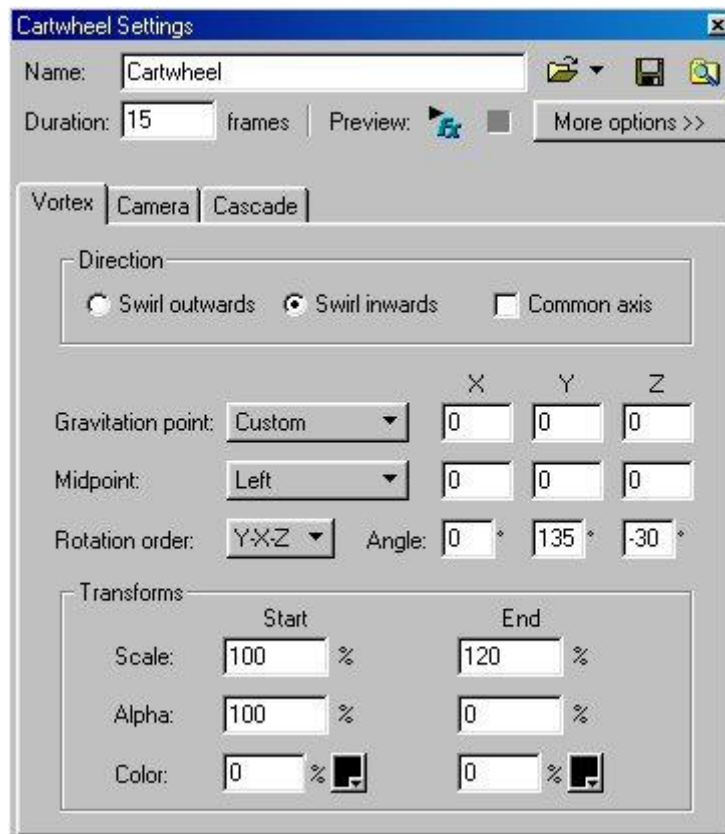 Cartwheel Settings
Name: Cartwheel
Duration: 15 frames Preview: Fx More options >>
Vortex Camera Cascade
Direction
Swirl outwards Swirl inwards Common axis
X Y Z
Gravitation point: Custom 0 0 0
Midpoint: Left 0 0 0
Rotation order: Y-X-Z Angle: 0 ° 135 ° -30 °
Transforms
Start End
Scale: 100 % 120 %
Alpha: 100 % 0 %
Color: 0 % 0 %